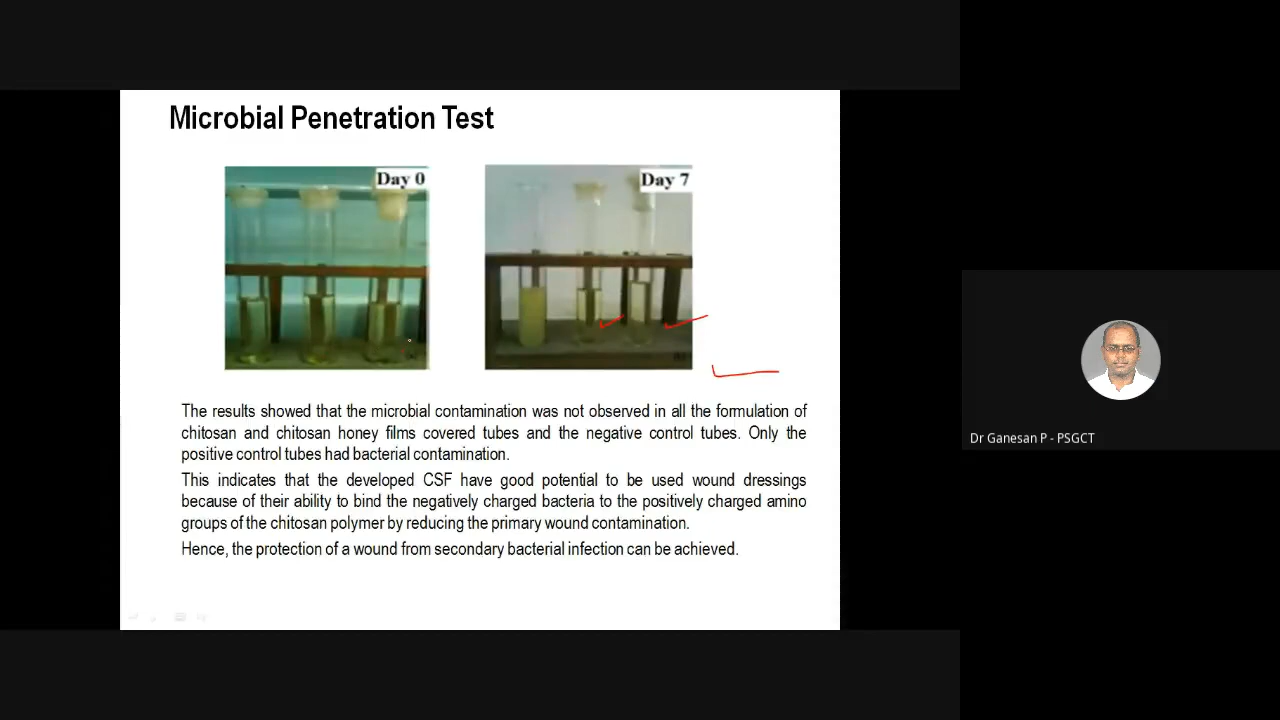 Microbial Penetration Test
Day 0
Day 7
The results showed that the microbial contamination was not observed in all the formulation of
chitosan and chitosan honey films covered tubes and the negative control tubes. Only the
positive control tubes had bacterial contamination.
This indicates that the developed CSF have good potential to be used wound dressings
because of their ability to bind the negatively charged bacteria to the positively charged amino
groups of the chitosan polymer by reducing the primary wound contamination.
Hence, the protection of a wound from secondary bacterial infection can be achieved.
Dr Ganesan P - PSGCT